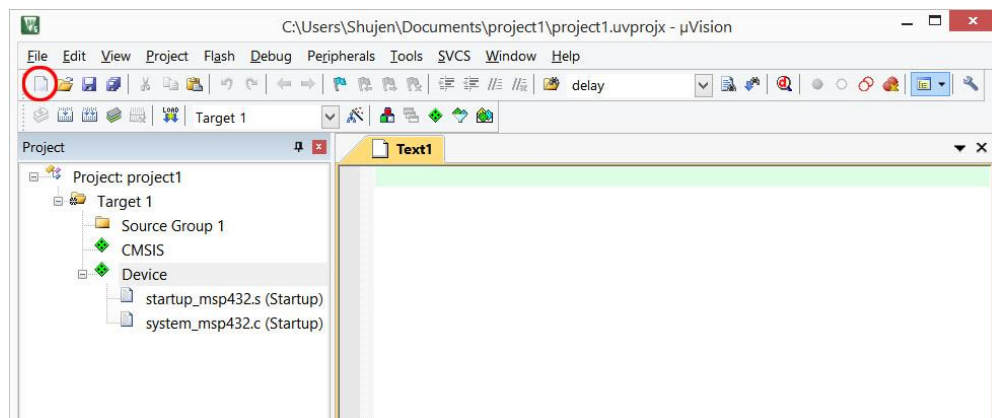 C:\Users\Shujen\Documents\project1\project1.uvprojx - µVision
File Edit View Project Flash Debug Peripherals Tools SVCS Window Help
delay
LOAD Target 1
Project Text1
Project: project1
Target 1
Source Group 1
CMSIS
Device
startup_msp432.s (Startup)
system_msp432.c (Startup)